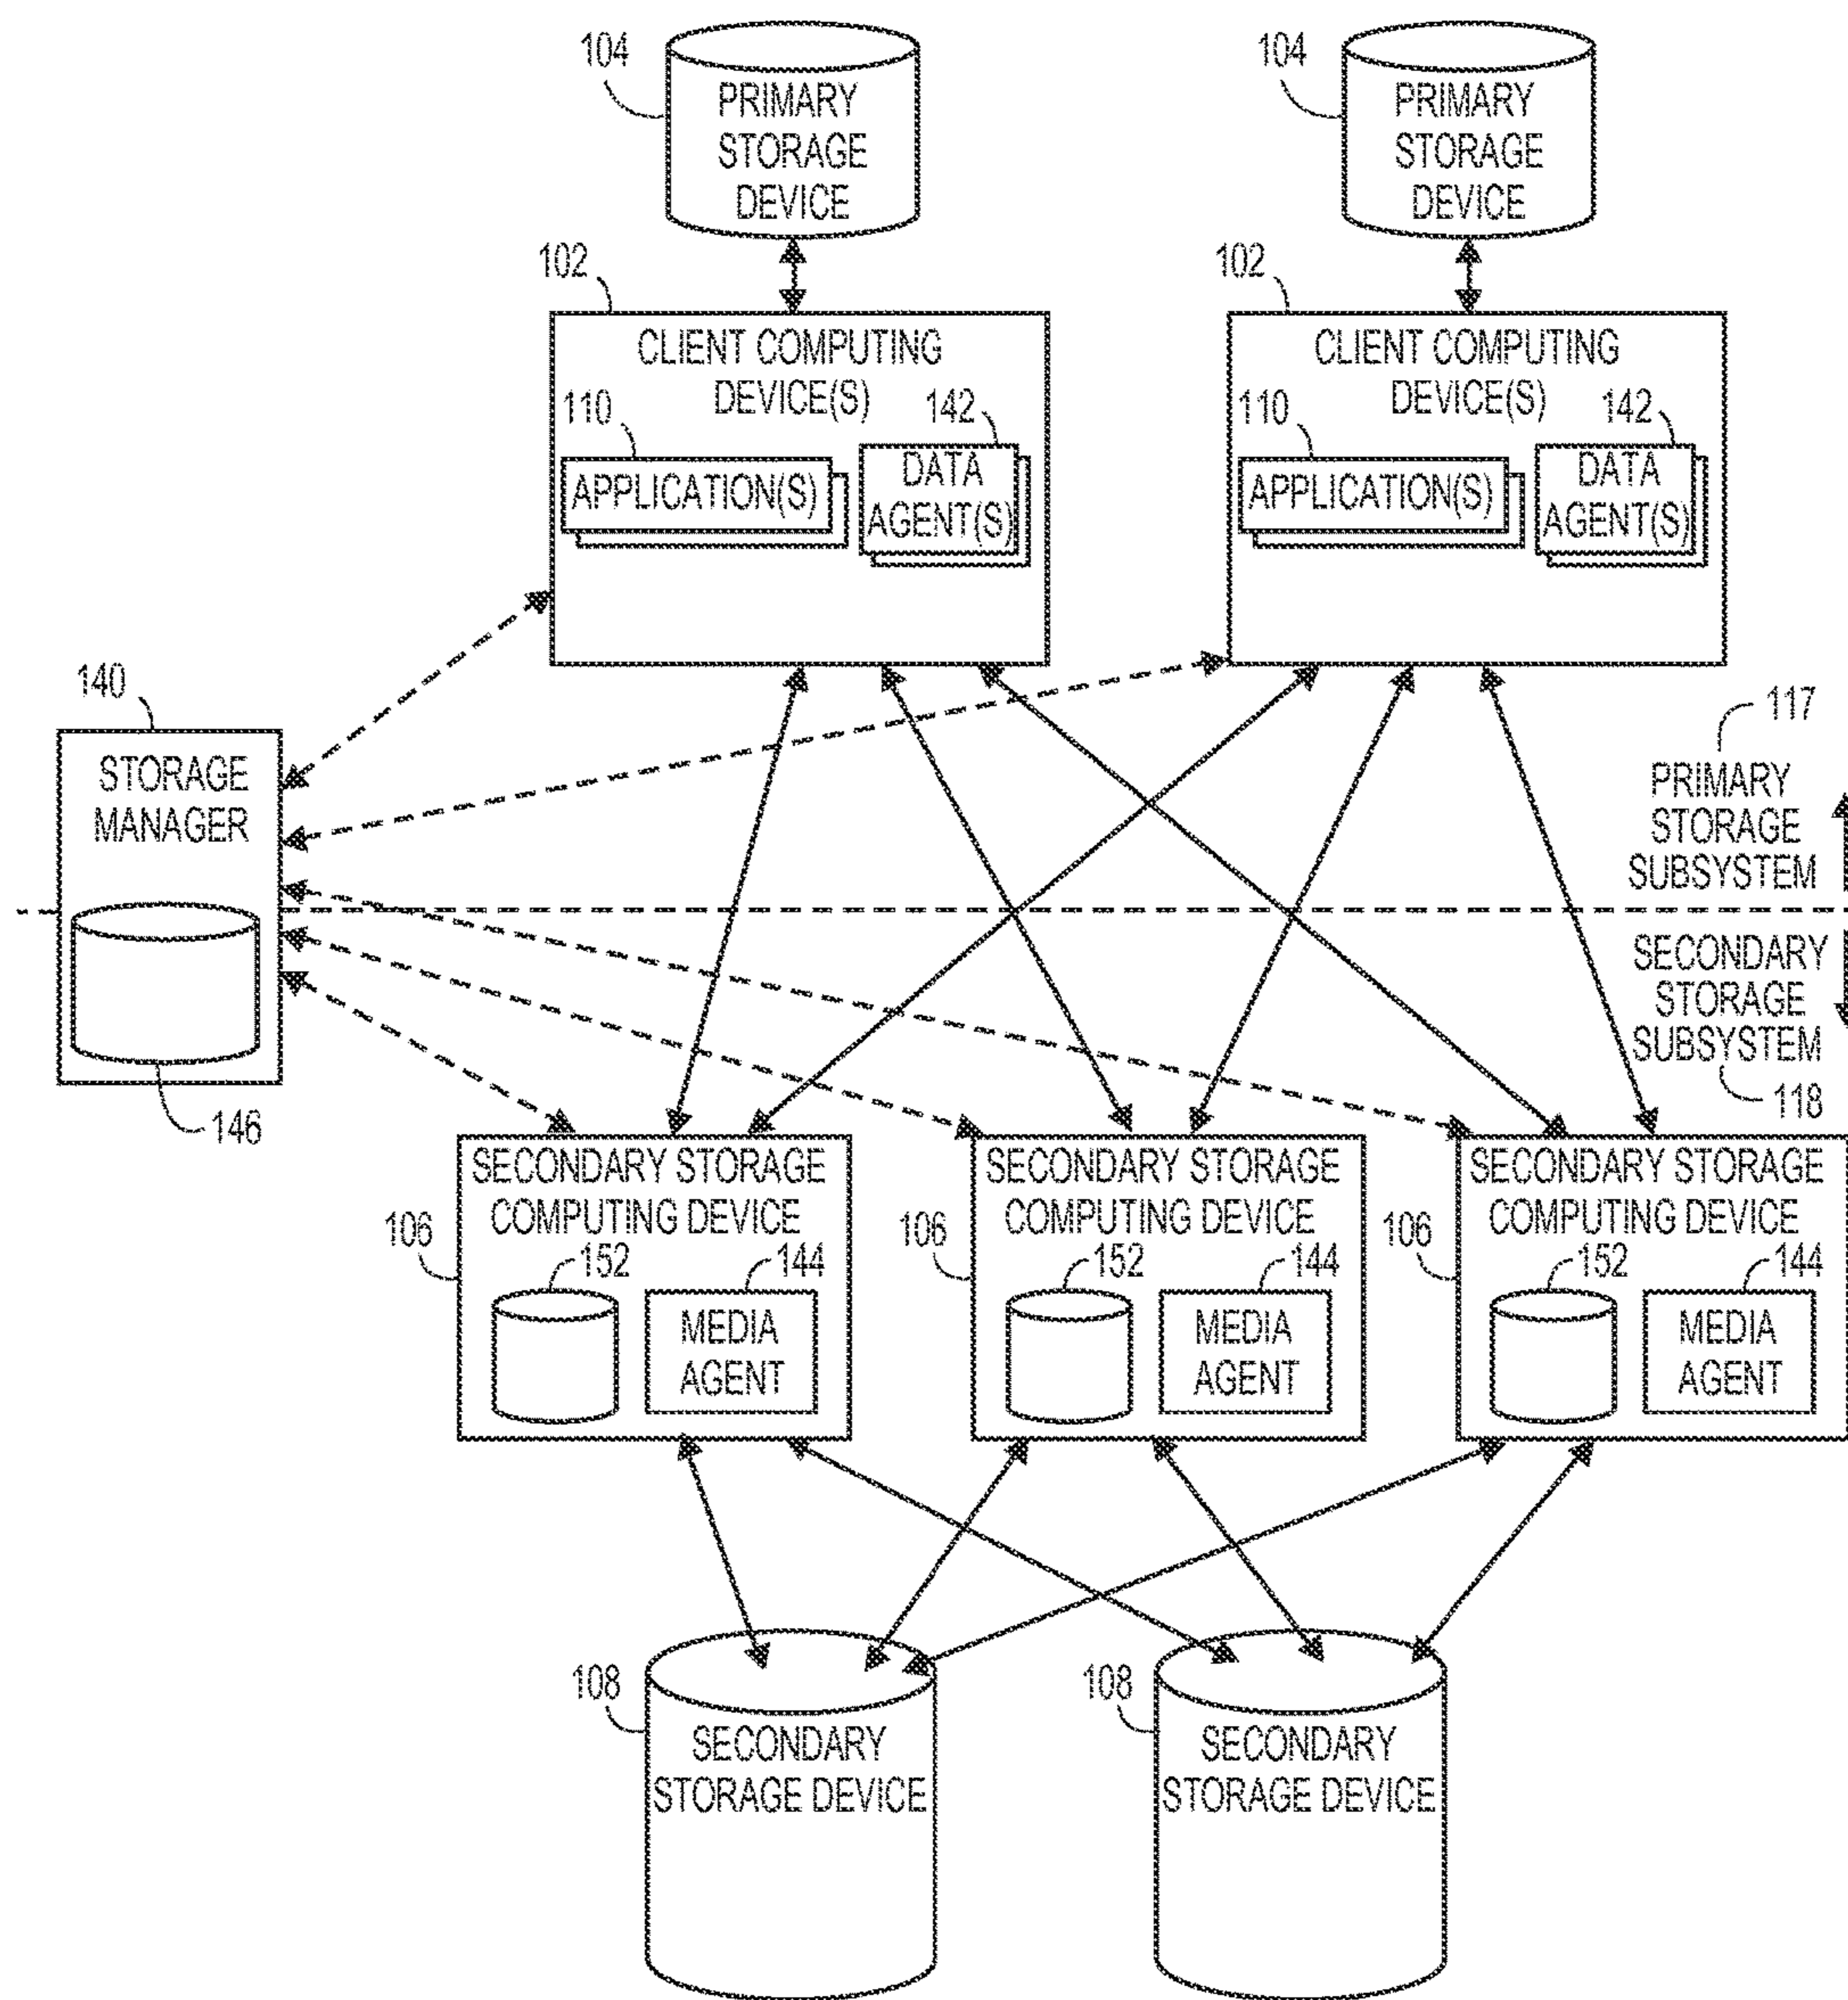 104
PRIMARY
STORAGE
DEVICE
104
PRIMARY
STORAGE
DEVICE
102
CLIENT COMPUTING
DEVICE(S)
110
142
APPLICATION(S)
DATA
AGENT(S)
102
CLIENT COMPUTING
DEVICE(S)
110
142
APPLICATION(S)
DATA
AGENT(S)
140
STORAGE
MANAGER
146
117
PRIMARY
STORAGE
SUBSYSTEM
SECONDARY
STORAGE
SUBSYSTEM
118
106
SECONDARY STORAGE
COMPUTING DEVICE
152
144
MEDIA
AGENT
106
SECONDARY STORAGE
COMPUTING DEVICE
152
144
MEDIA
AGENT
106
SECONDARY STORAGE
COMPUTING DEVICE
152
144
MEDIA
AGENT
108
SECONDARY
STORAGE DEVICE
108
SECONDARY
STORAGE DEVICE